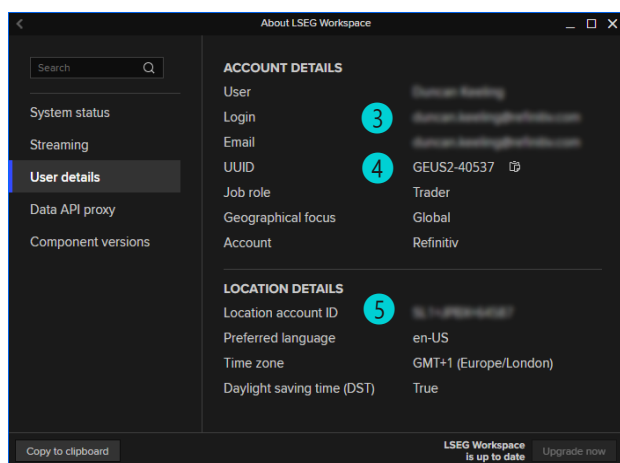 About LSEG Workspace
Search
System status
Streaming
User details
Data API proxy
Component versions
ACCOUNT DETAILS
User
Login 3
Email
UUID 4 GEUS2-40537
Job role Trader
Geographical focus Global
Account Refinitiv
LOCATION DETAILS
Location account ID 5
Preferred language en-US
Time zone GMT+1 (Europe/London)
Daylight saving time (DST) True
Copy to clipboard
LSEG Workspace
is up to date
Upgrade now